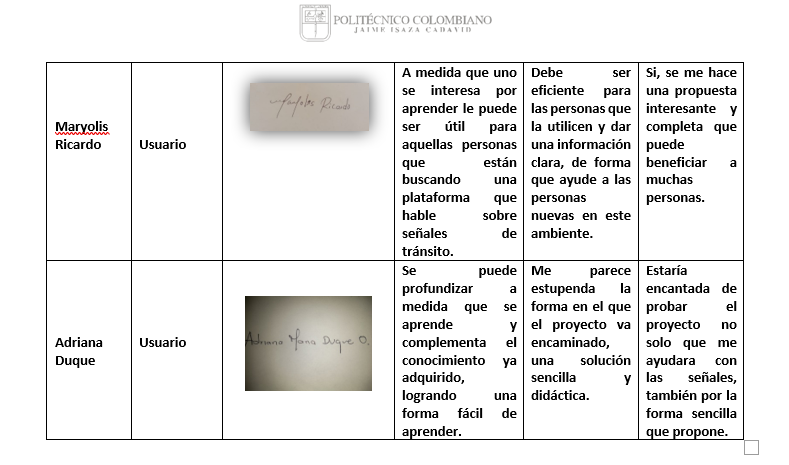 POLITÉCNICO COLOMBIANO
JAIME ISAZA CADAVID
Maryolis
Ricardo
Usuario
Maryolis Ricardo
A medida que uno
se interesa por
aprender le puede
ser útil para
aquellas personas
que están
buscando una
plataforma que
hable sobre
señales de
tránsito.
Debe ser
eficiente para
las personas que
la utilicen y dar
una información
clara, de forma
que ayude a las
personas
nuevas en este
ambiente.
Si, se me hace
una propuesta
interesante y
completa que
puede
beneficiar a
muchas
personas.
Adriana
Duque
Usuario
Adriana Maria Duque O.
Se puede
profundizar a
medida que se
aprende y
complementa el
conocimiento ya
adquirido,
logrando una
forma fácil de
aprender.
Me parece
estupenda la
forma en el que
el proyecto va
encaminado,
una solución
sencilla y
didáctica.
Estaría
encantada de
probar el
proyecto no
solo que me
ayudara con
las señales,
también por la
forma sencilla
que propone.